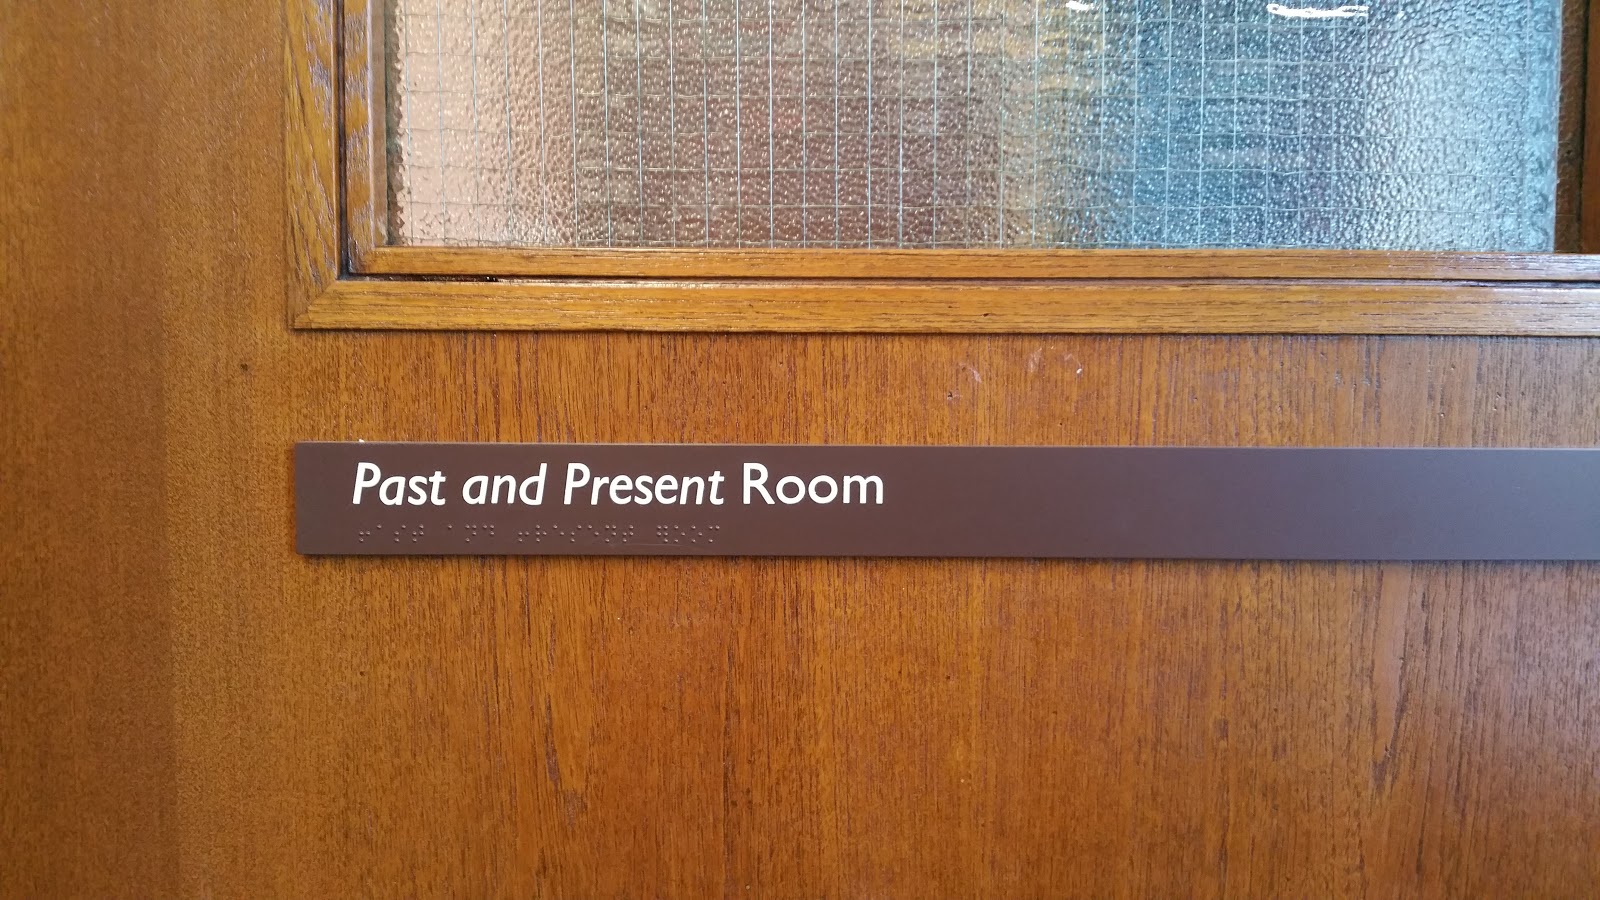 Past and Present Room